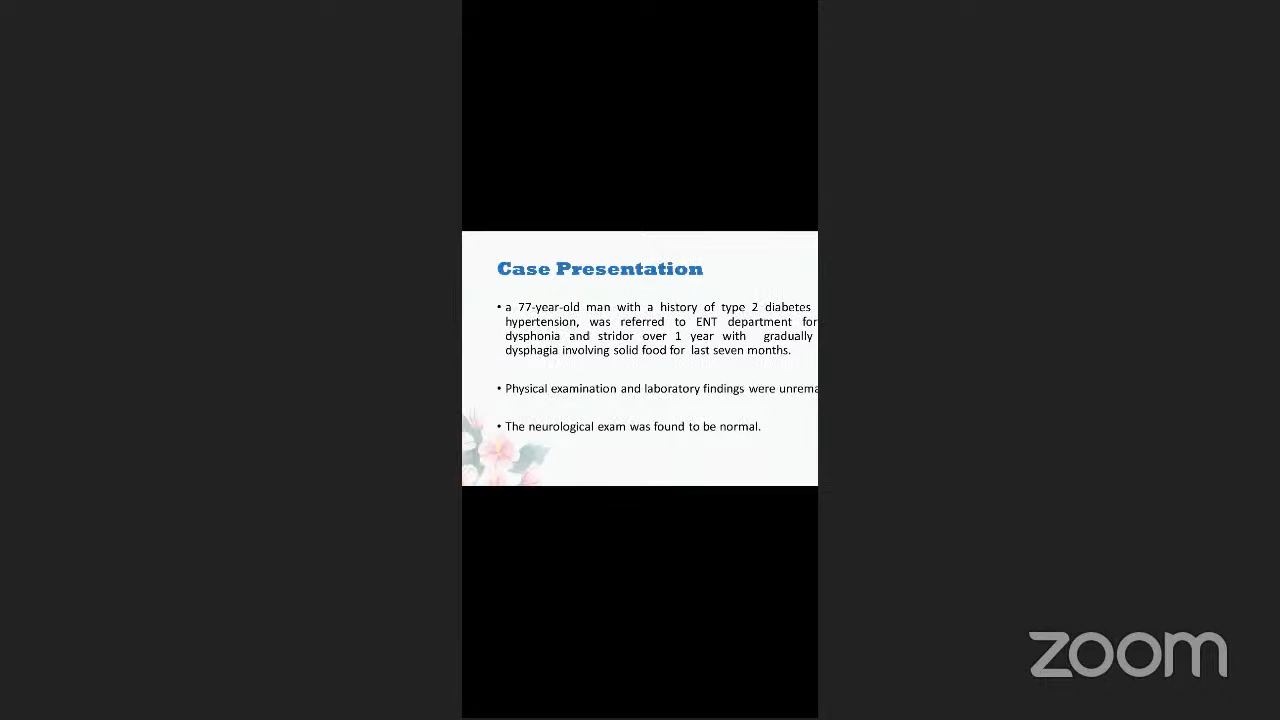 Case Presentation
• a 77-year-old man with a history of type 2 diabetes
hypertension, was referred to ENT department for
dysphonia and stridor over 1 year with gradually
dysphagia involving solid food for last seven months.
• Physical examination and laboratory findings were
• The neurological exam was found to be normal.
zoom